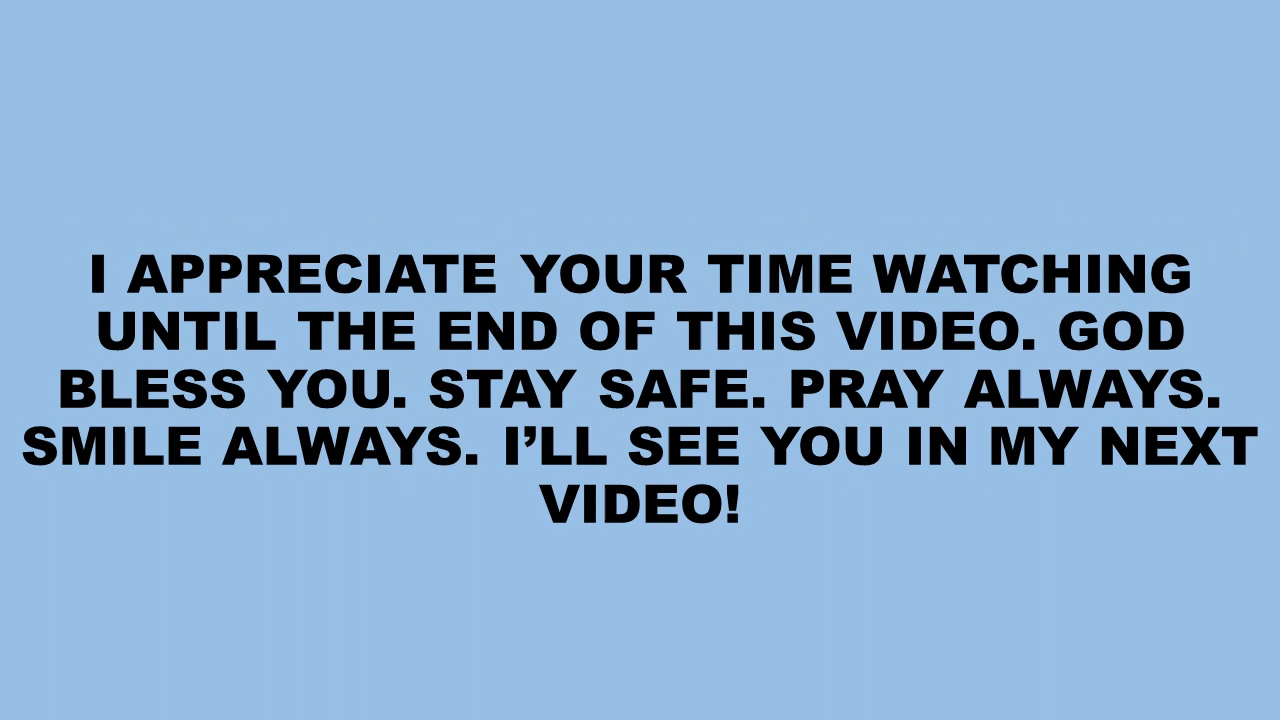 I APPRECIATE YOUR TIME WATCHING
UNTIL THE END OF THIS VIDEO. GOD
BLESS YOU. STAY SAFE. PRAY ALWAYS.
SMILE ALWAYS. I’LL SEE YOU IN MY NEXT
VIDEO!